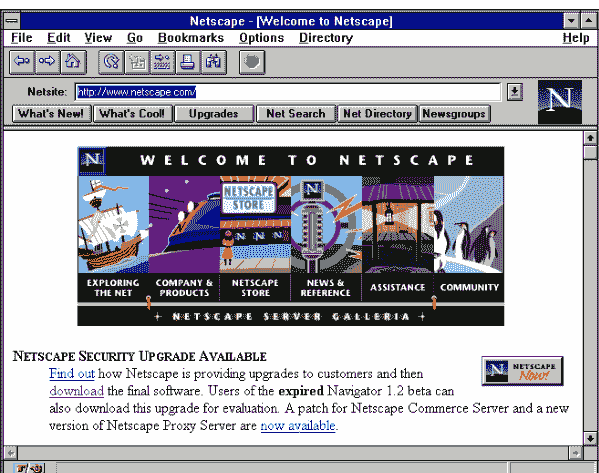 Netscape - [Welcome to Netscape]
File Edit View Go Bookmarks Options Directory Help
Netsite: http://www.netscape.com/
N
What's New! What's Cool! Upgrades Net Search Net Directory Newsgroups
N WELCOME TO NETSCAPE
NETSCAPE
STORE
N
N N N
EXPLORING
THE NET
COMPANY &
PRODUCTS
NETSCAPE
STORE
NEWS &
REFERENCE
ASSISTANCE
COMMUNITY
NETSCAPE SERVER GALLERIA
NETSCAPE SECURITY UPGRADE AVAILABLE
N NETSCAPE
Now!
Find out how Netscape is providing upgrades to customers and then
download the final software. Users of the expired Navigator 1.2 beta can
also download this upgrade for evaluation. A patch for Netscape Commerce Server and a new
version of Netscape Proxy Server are now available.